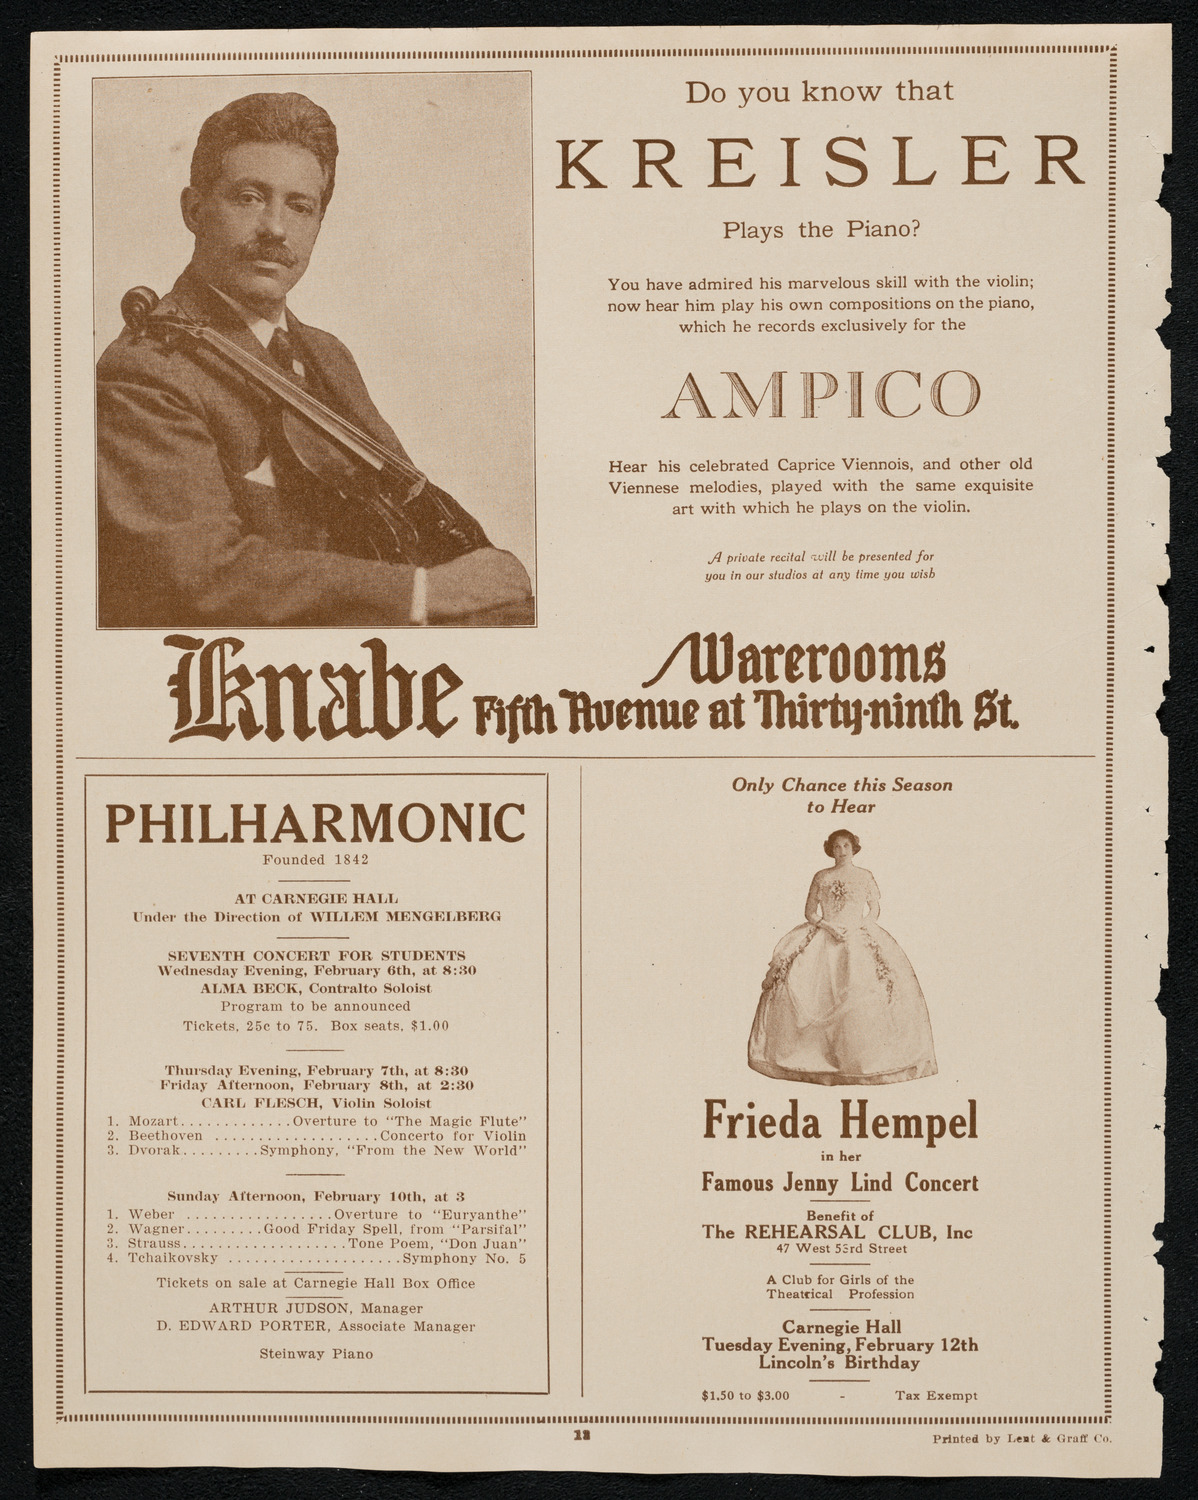 Do you know that
KREISLER
Plays the Piano?
You have admired his marvelous skill with the violin;
now hear him play his own compositions on the piano,
which he records exclusively for the
AMPICO
Hear his celebrated Caprice Viennois, and other old
Viennese melodies, played with the same exquisite
art with which he plays on the violin.
A private recital will be presented for
you in our studios at any time you wish
Knabe Warerooms
Fifth Avenue at Thirty-ninth St.
PHILHARMONIC
Founded 1842
AT CARNEGIE HALL
Under the Direction of WILLEM MENGELBERG
SEVENTH CONCERT FOR STUDENTS
Wednesday Evening, February 6th, at 8:30
ALMA BECK, Contralto Soloist
Program to be announced
Tickets, 25c to 75. Box seats, $1.00
Thursday Evening, February 7th, at 8:30
Friday Afternoon, February 8th, at 2:30
CARL FLESCH, Violin Soloist
1. Mozart.............Overture to "The Magic Flute"
2. Beethoven ...................Concerto for Violin
3. Dvorak.........Symphony, "From the New World"
Sunday Afternoon, February 10th, at 3
1. Weber .................Overture to "Euryanthe"
2. Wagner.........Good Friday Spell, from "Parsifal"
3. Strauss...................Tone Poem, "Don Juan"
4. Tchaikovsky ....................Symphony No. 5
Tickets on sale at Carnegie Hall Box Office
ARTHUR JUDSON, Manager
D. EDWARD PORTER, Associate Manager
Steinway Piano
Only Chance this Season
to Hear
Frieda Hempel
in her
Famous Jenny Lind Concert
Benefit of
The REHEARSAL CLUB, Inc
47 West 53rd Street
A Club for Girls of the
Theatrical Profession
Carnegie Hall
Tuesday Evening, February 12th
Lincoln's Birthday
$1.50 to $3.00 - Tax Exempt
Printed by Lent & Graff Co.